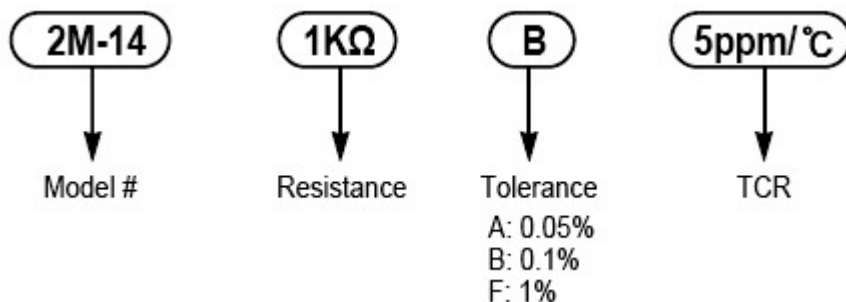 2M-14 1KΩ B 5ppm/℃
Model # Resistance Tolerance TCR
A: 0.05%
B: 0.1%
F: 1%